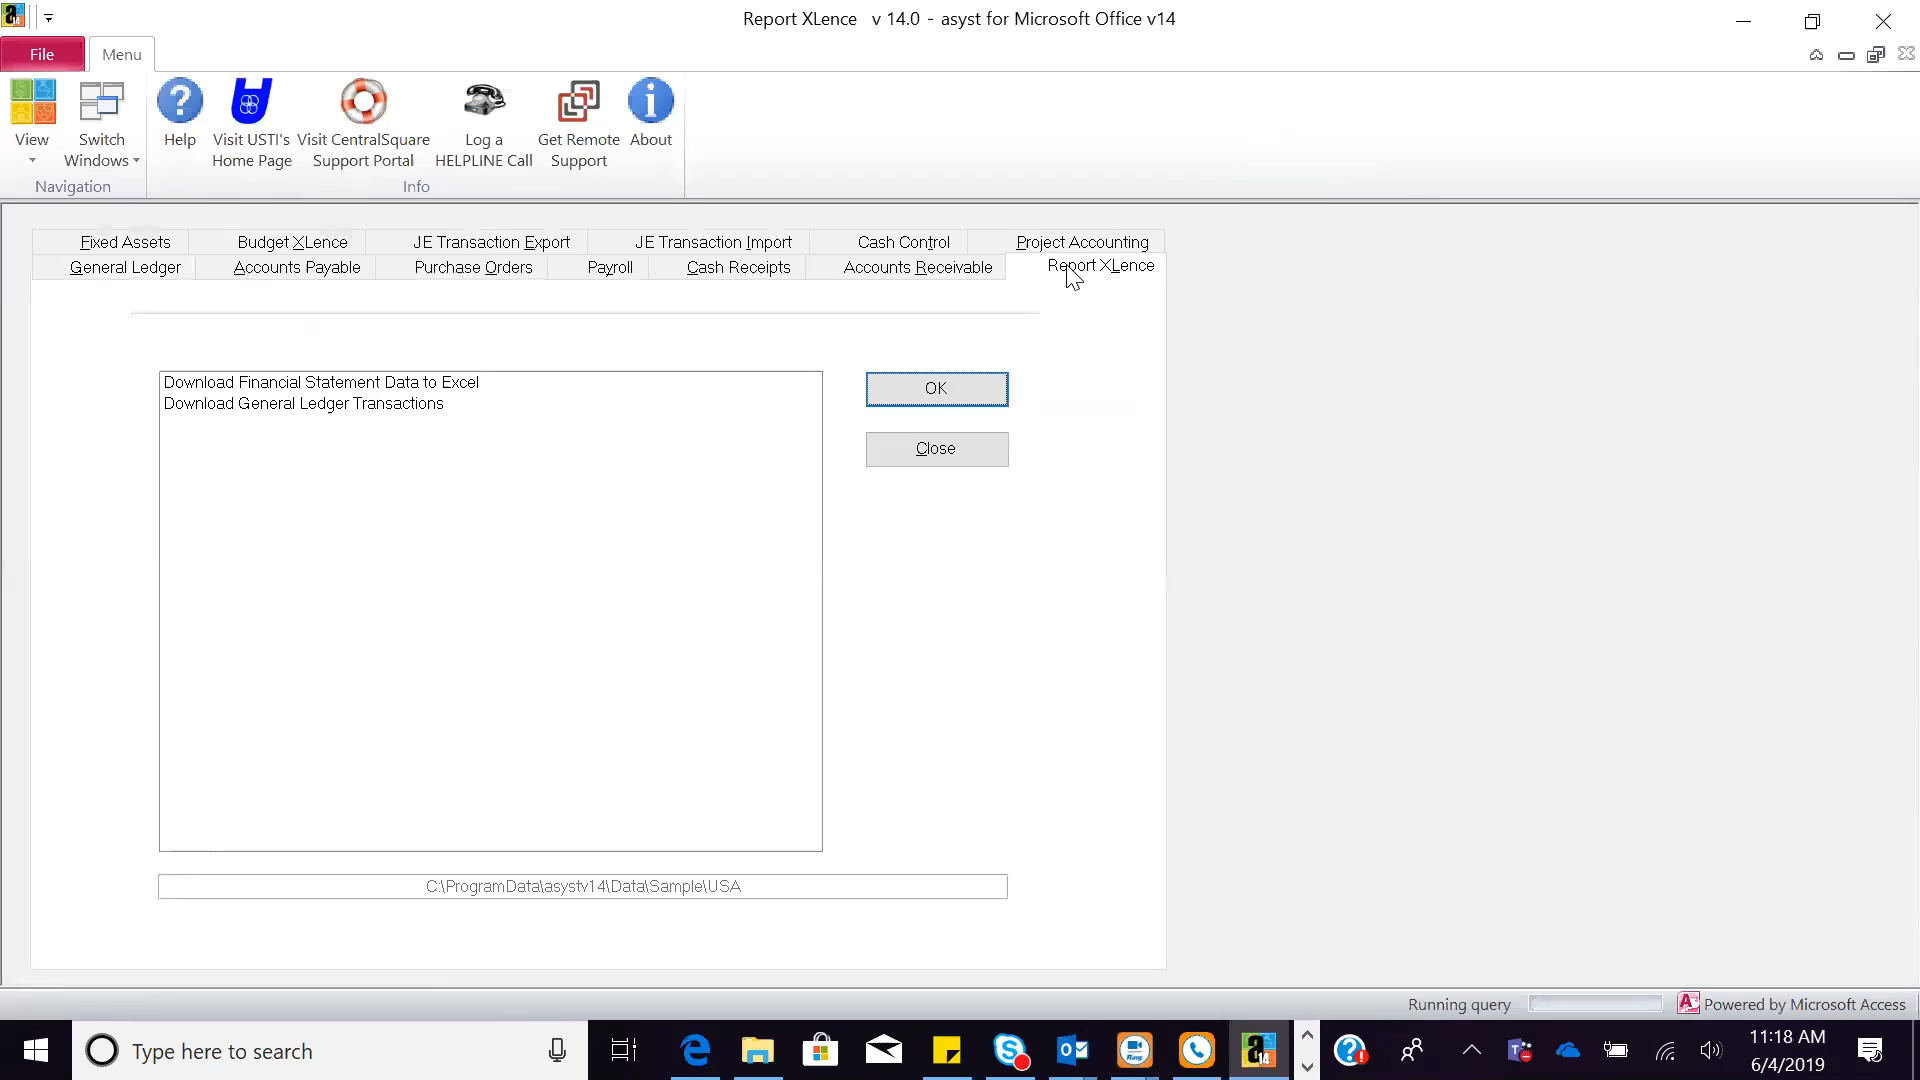 Report XLence   v 14.0  -  asyst for Microsoft Office v14
File
Menu
View
Switch Windows
Help
Visit USTI's Home Page
Visit CentralSquare Support Portal
Log a HELPLINE Call
Get Remote Support
About
Navigation
Info
Fixed Assets
Budget XLence
JE Transaction Export
JE Transaction Import
Cash Control
Project Accounting
General Ledger
Accounts Payable
Purchase Orders
Payroll
Cash Receipts
Accounts Receivable
Report XLence
Download Financial Statement Data to Excel
Download General Ledger Transactions
OK
Close
C:\ProgramData\asystv14\Data\Sample\USA
Running query
Powered by Microsoft Access
Type here to search
11:18 AM
6/4/2019